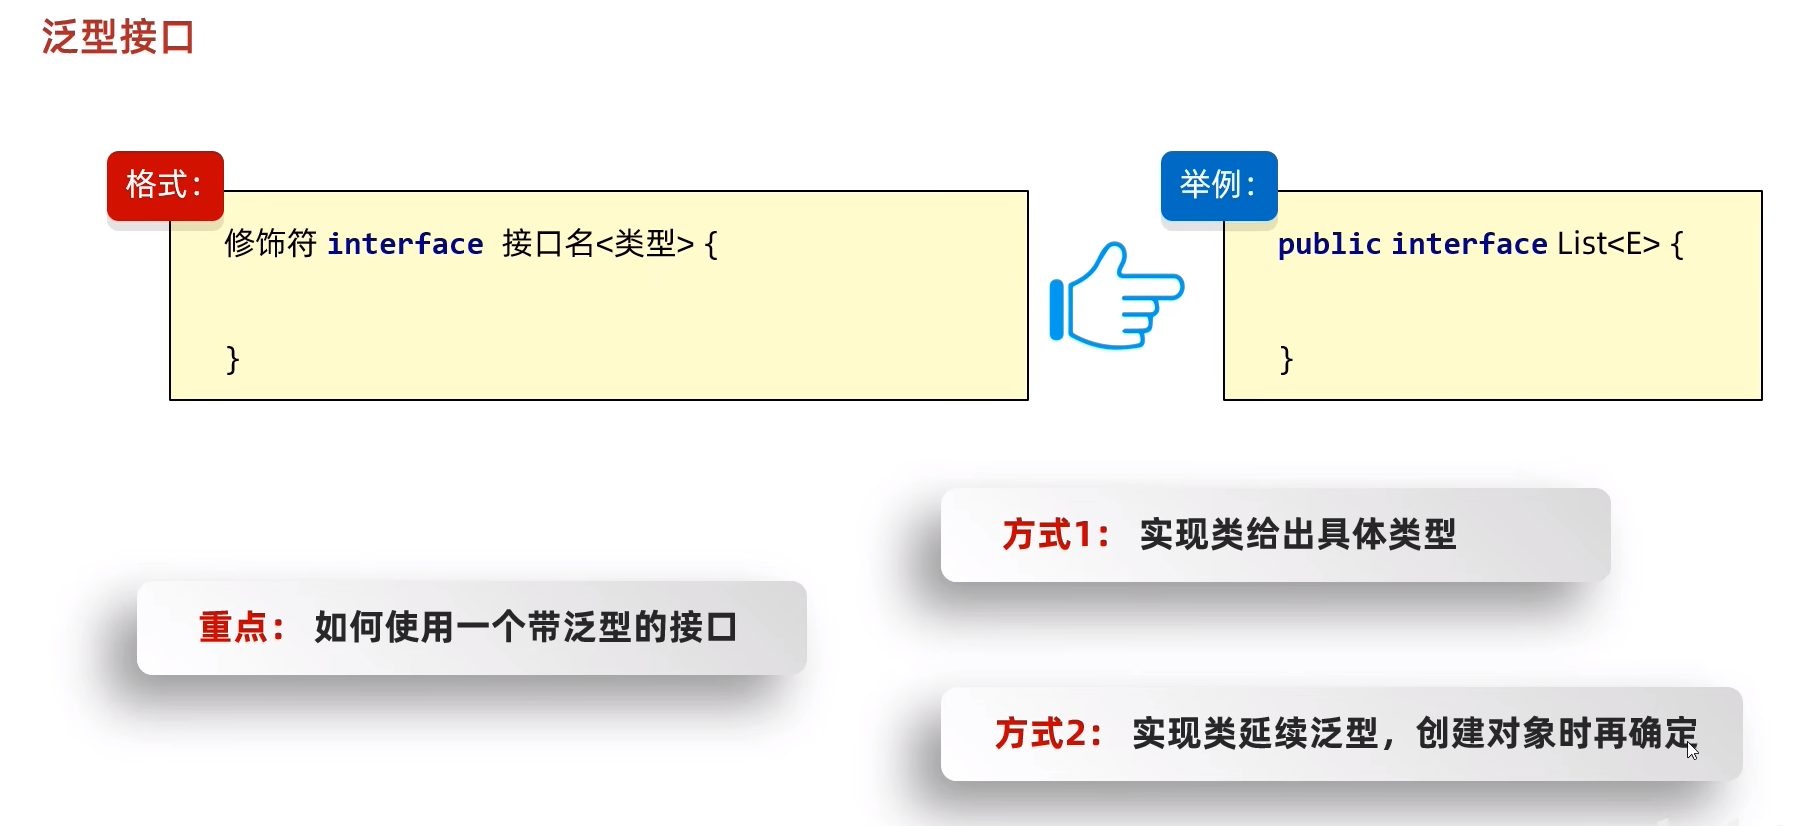 泛型接口
格式：
修饰符 interface 接口名<类型> {
}
举例：
public interface List<E> {
}
重点： 如何使用一个带泛型的接口
方式1： 实现类给出具体类型
方式2： 实现类延续泛型，创建对象时再确定